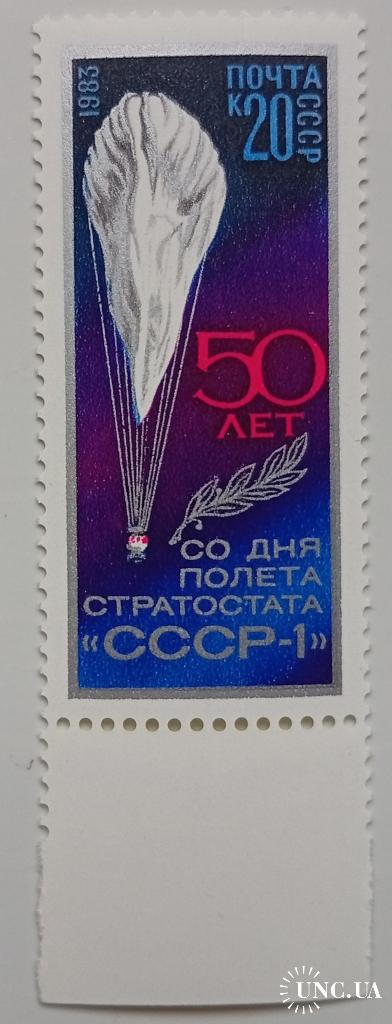 1983
ПОЧТА
СССР
К20
50
ЛЕТ
СО ДНЯ
ПОЛЕТА
СТРАТОСТАТА
«СССР-1»
UNC.UA